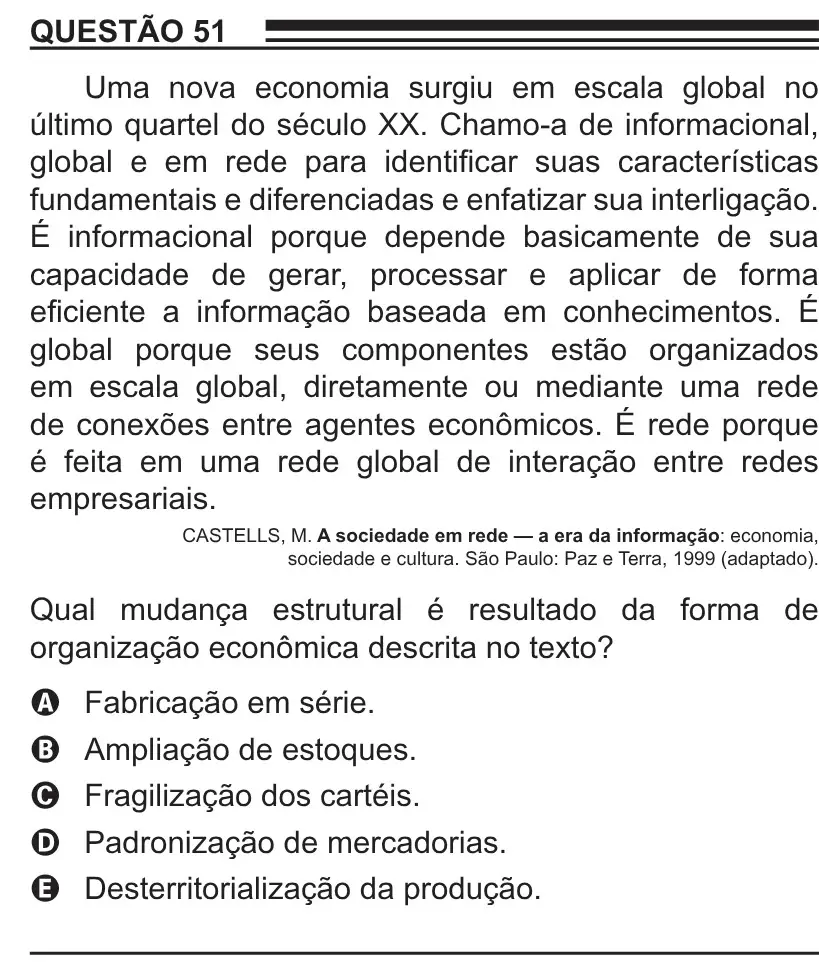 QUESTÃO 51
Uma nova economia surgiu em escala global no
último quartel do século XX. Chamo-a de informacional,
global e em rede para identificar suas características
fundamentais e diferenciadas e enfatizar sua interligação.
É informacional porque depende basicamente de sua
capacidade de gerar, processar e aplicar de forma
eficiente a informação baseada em conhecimentos. É
global porque seus componentes estão organizados
em escala global, diretamente ou mediante uma rede
de conexões entre agentes econômicos. É rede porque
é feita em uma rede global de interação entre redes
empresariais.
CASTELLS, M. A sociedade em rede — a era da informação: economia,
sociedade e cultura. São Paulo: Paz e Terra, 1999 (adaptado).
Qual mudança estrutural é resultado da forma de
organização econômica descrita no texto?
A Fabricação em série.
B Ampliação de estoques.
C Fragilização dos cartéis.
D Padronização de mercadorias.
E Desterritorialização da produção.